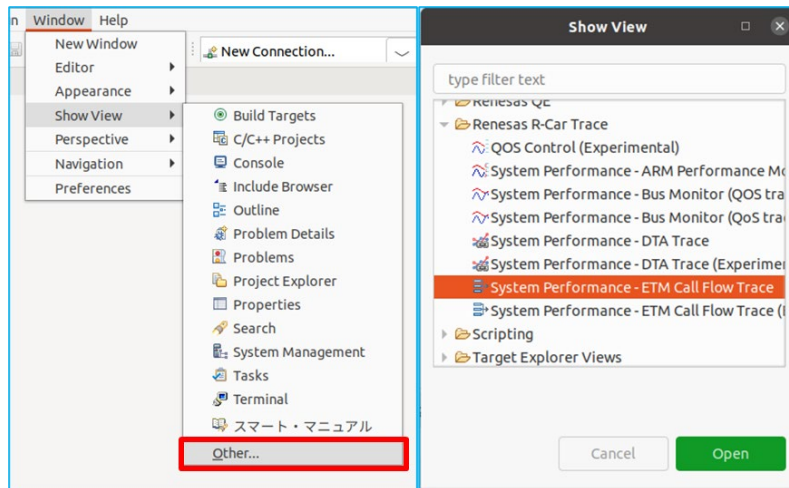 n Window Help
New Window
Editor
Appearance
Show View
Perspective
Navigation
Preferences
New Connection...
Build Targets
C/C++ Projects
Console
Include Browser
Outline
Problem Details
Problems
Project Explorer
Properties
Search
System Management
Tasks
Terminal
スマート・マニュアル
Other...
Show View
type filter text
Renesas QE
Renesas R-Car Trace
QOS Control (Experimental)
System Performance - ARM Performance Mo
System Performance - Bus Monitor (QOS tra
System Performance - Bus Monitor (QoS tra
System Performance - DTA Trace
System Performance - DTA Trace (Experimen
System Performance - ETM Call Flow Trace
System Performance - ETM Call Flow Trace (
Scripting
Target Explorer Views
Cancel
Open